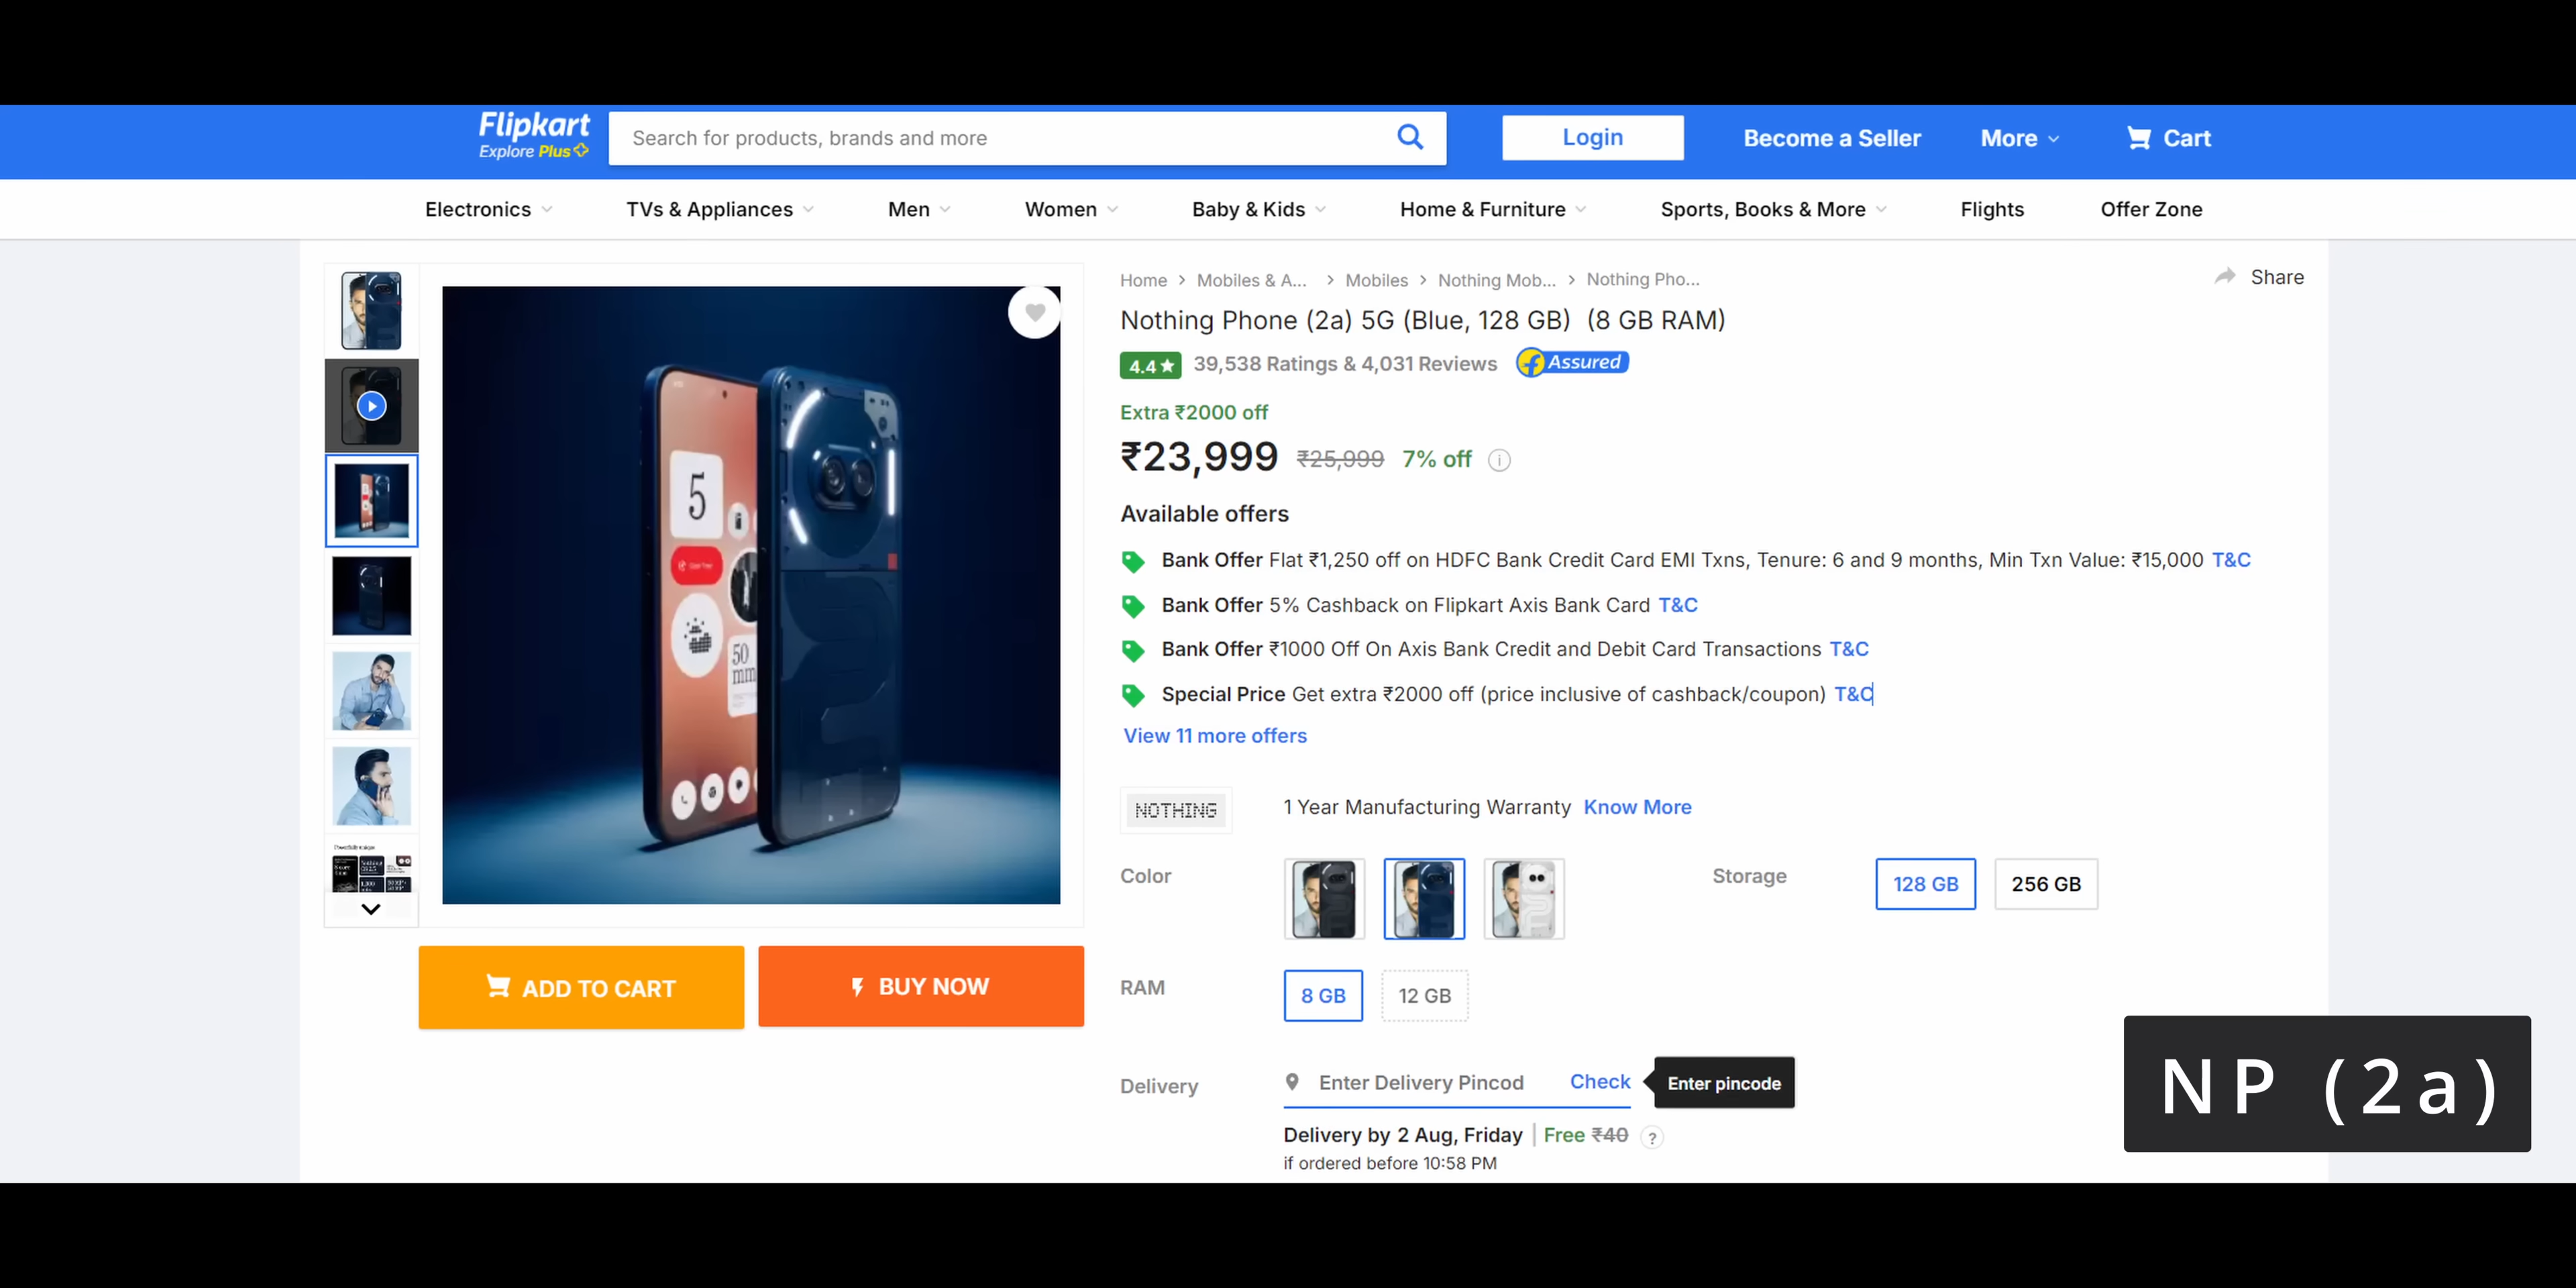 Flipkart
Explore Plus
Search for products, brands and more
Login
Become a Seller
More
Cart
Electronics
TVs & Appliances
Men
Women
Baby & Kids
Home & Furniture
Sports, Books & More
Flights
Offer Zone
Home > Mobiles & A... > Mobiles > Nothing Mob... > Nothing Pho...
Share
Nothing Phone (2a) 5G (Blue, 128 GB) (8 GB RAM)
4.4★ 39,538 Ratings & 4,031 Reviews
Assured
Extra ₹2000 off
₹23,999 ₹25,999 7% off
Available offers
Bank Offer Flat ₹1,250 off on HDFC Bank Credit Card EMI Txns, Tenure: 6 and 9 months, Min Txn Value: ₹15,000 T&C
Bank Offer 5% Cashback on Flipkart Axis Bank Card T&C
Bank Offer ₹1000 Off On Axis Bank Credit and Debit Card Transactions T&C
Special Price Get extra ₹2000 off (price inclusive of cashback/coupon) T&C
View 11 more offers
5
50
mm
NOTHING
1 Year Manufacturing Warranty Know More
Color
Storage
128 GB
256 GB
ADD TO CART
BUY NOW
RAM
8 GB
12 GB
Delivery
Enter Delivery Pincod
Check
Enter pincode
Delivery by 2 Aug, Friday | Free ₹40 ?
if ordered before 10:58 PM
NP (2a)